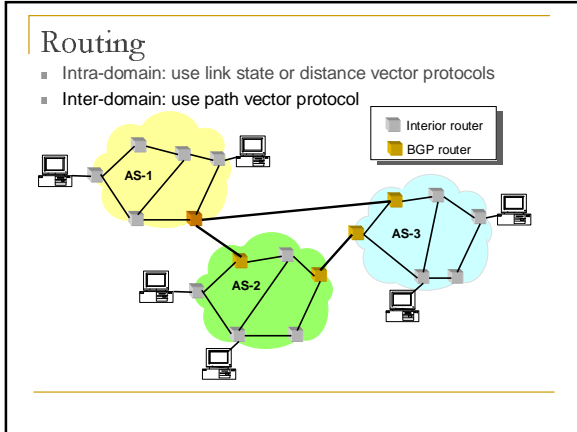 Routing
Intra-domain: use link state or distance vector protocols
Inter-domain: use path vector protocol
Interior router
BGP router
AS-1
AS-3
AS-2